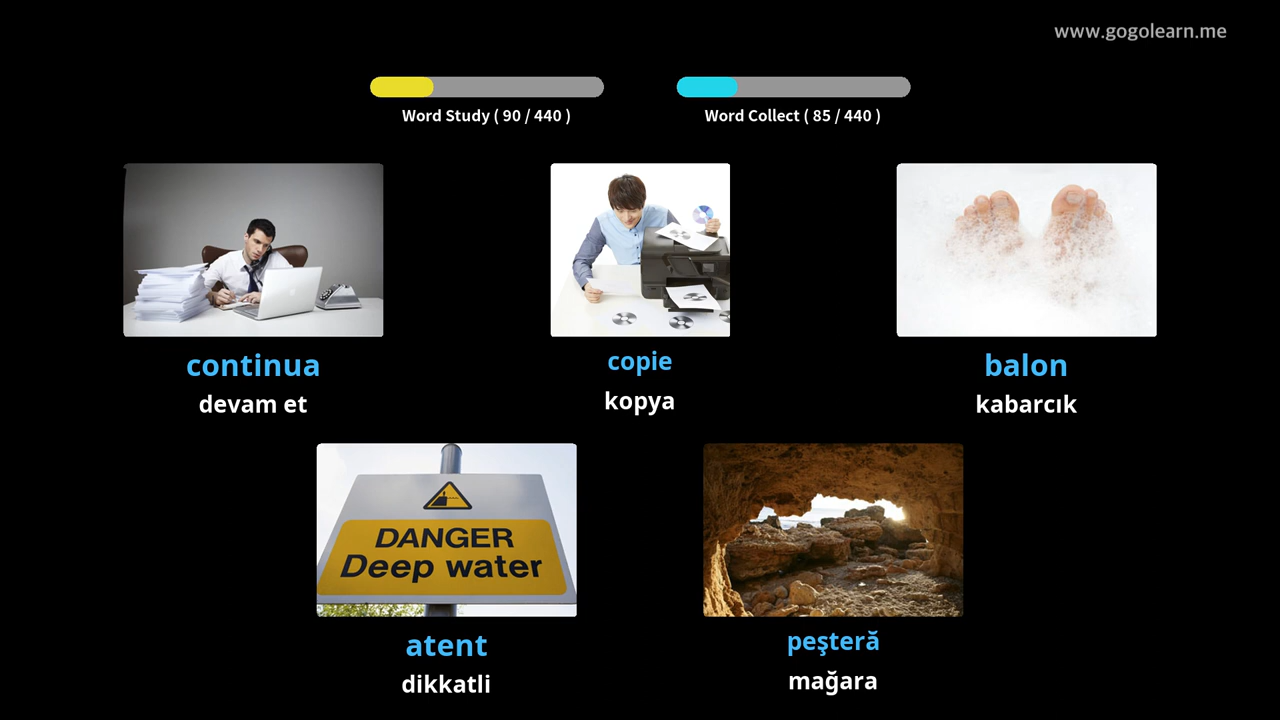 www.gogolearn.me
Word Study ( 90 / 440 )
Word Collect ( 85 / 440 )
continua
devam et
copie
kopya
balon
kabarcık
DANGER
Deep water
atent
dikkatli
peşteră
mağara